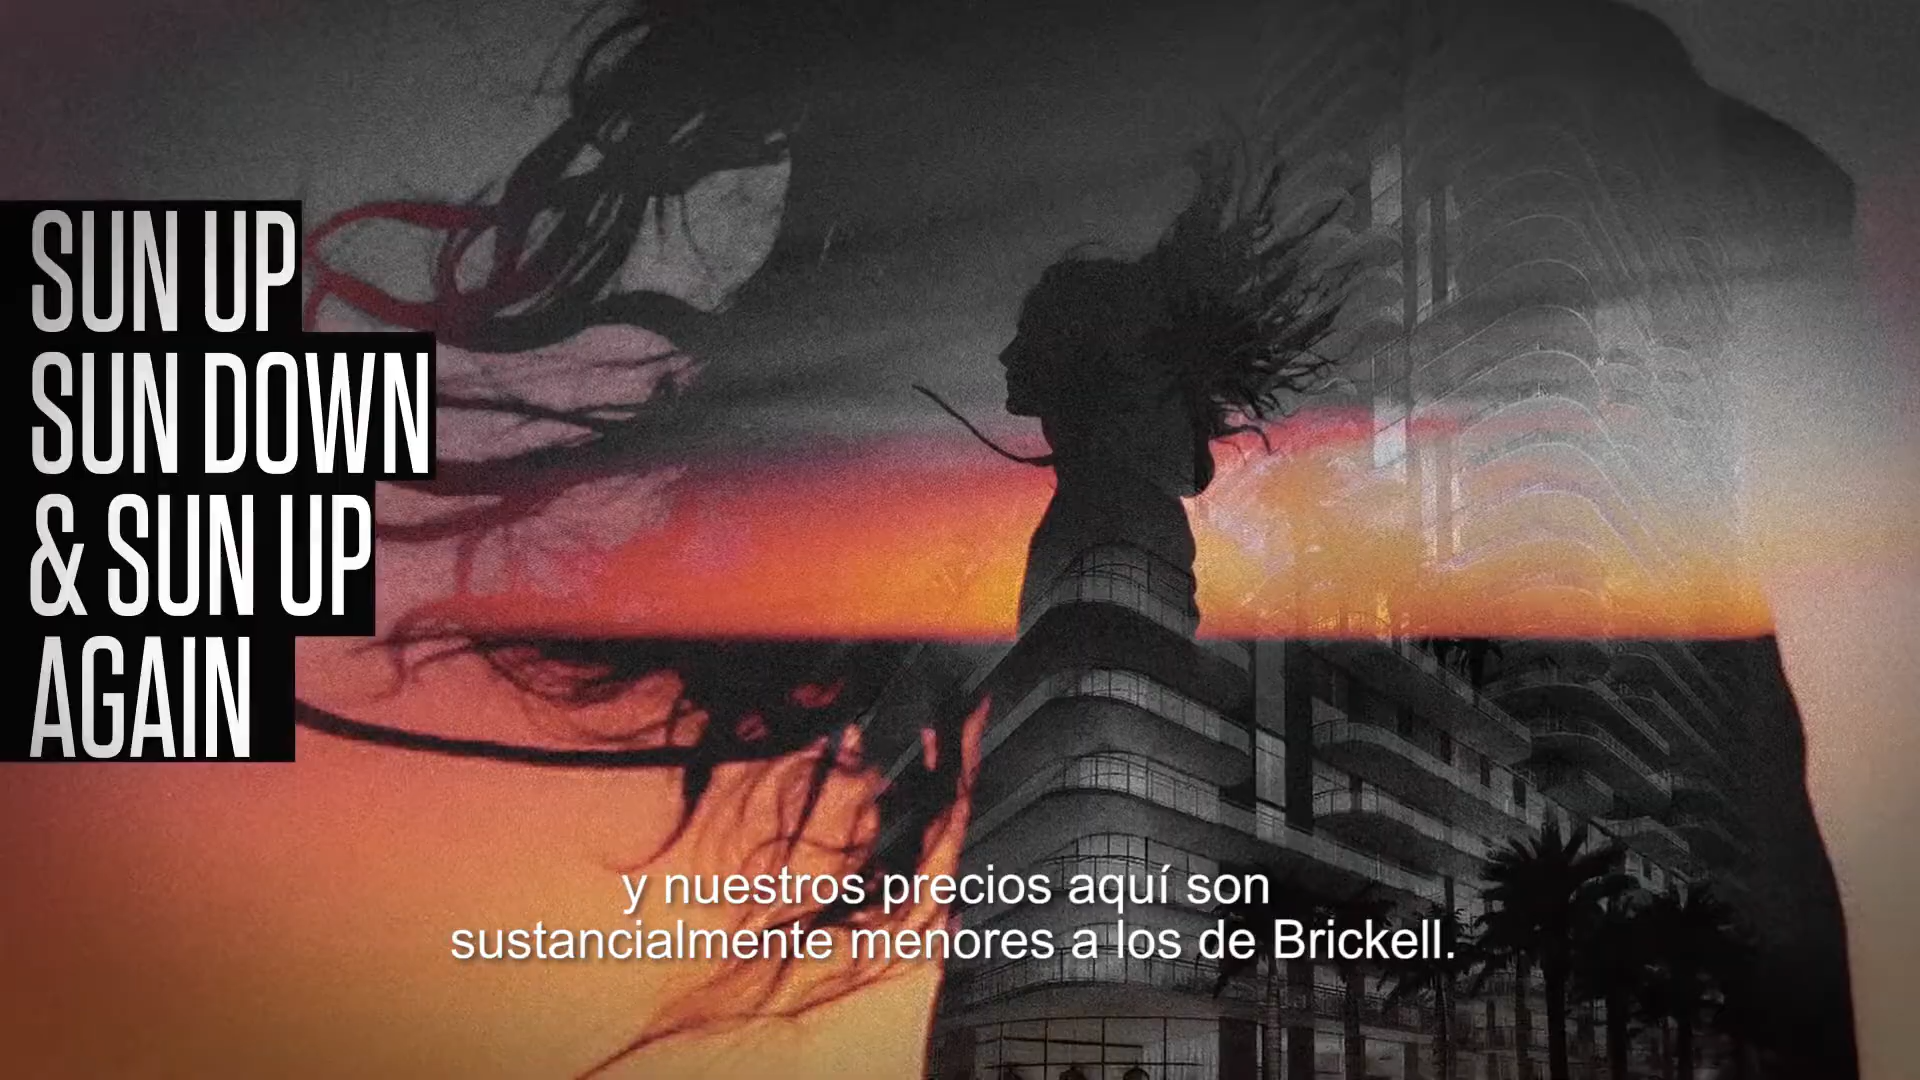 SUN UP
SUN DOWN
& SUN UP
AGAIN
y nuestros precios aquí son
sustancialmente menores a los de Brickell.